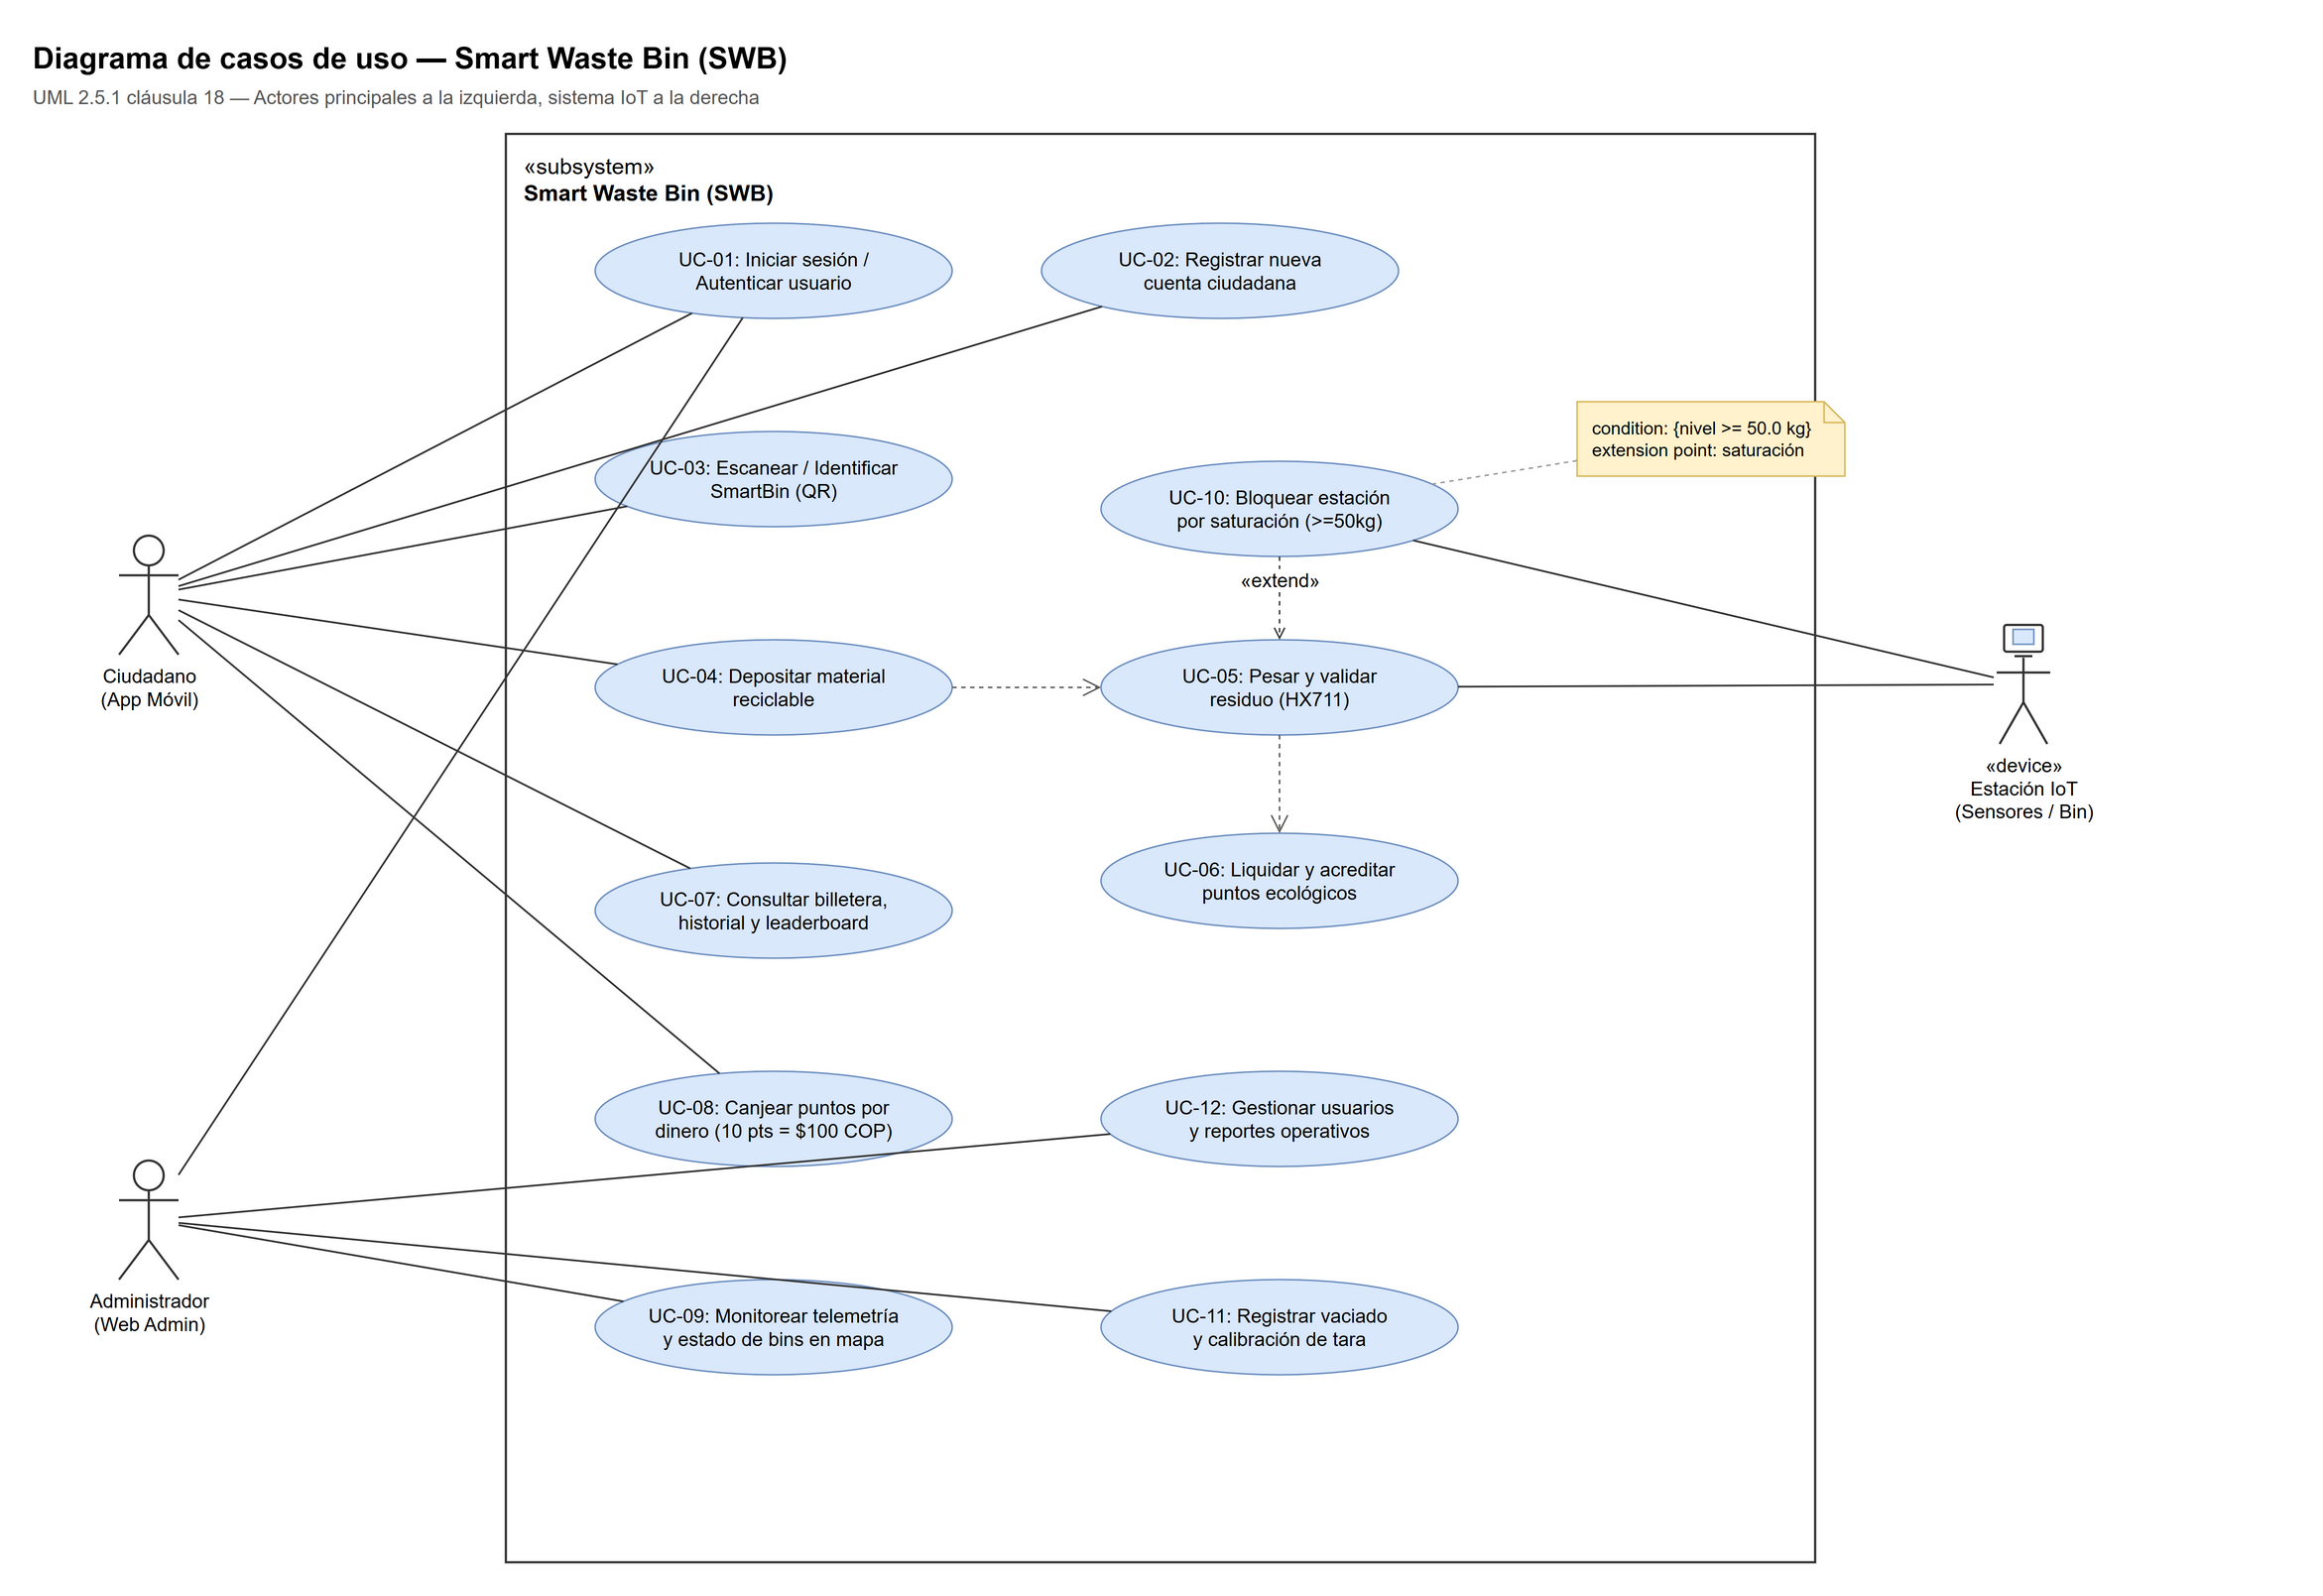 Diagrama de casos de uso — Smart Waste Bin (SWB)
UML 2.5.1 cláusula 18 — Actores principales a la izquierda, sistema IoT a la derecha
«subsystem»
Smart Waste Bin (SWB)
UC-01: Iniciar sesión /
Autenticar usuario
UC-02: Registrar nueva
cuenta ciudadana
condition: {nivel >= 50.0 kg}
extension point: saturación
UC-03: Escanear / Identificar
SmartBin (QR)
UC-10: Bloquear estación
por saturación (>=50kg)
«extend»
Ciudadano
(App Móvil)
UC-04: Depositar material
reciclable
UC-05: Pesar y validar
residuo (HX711)
«device»
Estación IoT
(Sensores / Bin)
UC-07: Consultar billetera,
historial y leaderboard
UC-06: Liquidar y acreditar
puntos ecológicos
UC-08: Canjear puntos por
dinero (10 pts = $100 COP)
UC-12: Gestionar usuarios
y reportes operativos
Administrador
(Web Admin)
UC-09: Monitorear telemetría
y estado de bins en mapa
UC-11: Registrar vaciado
y calibración de tara